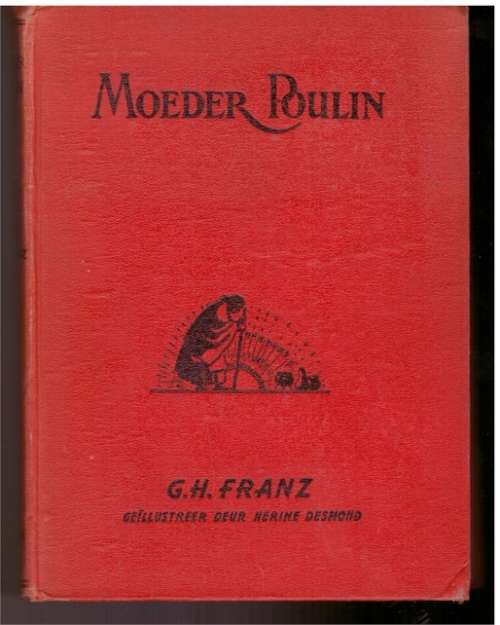 MOEDER POULIN
G.H. FRANZ
GEÏLLUSTREER DEUR NERINE DESMOND